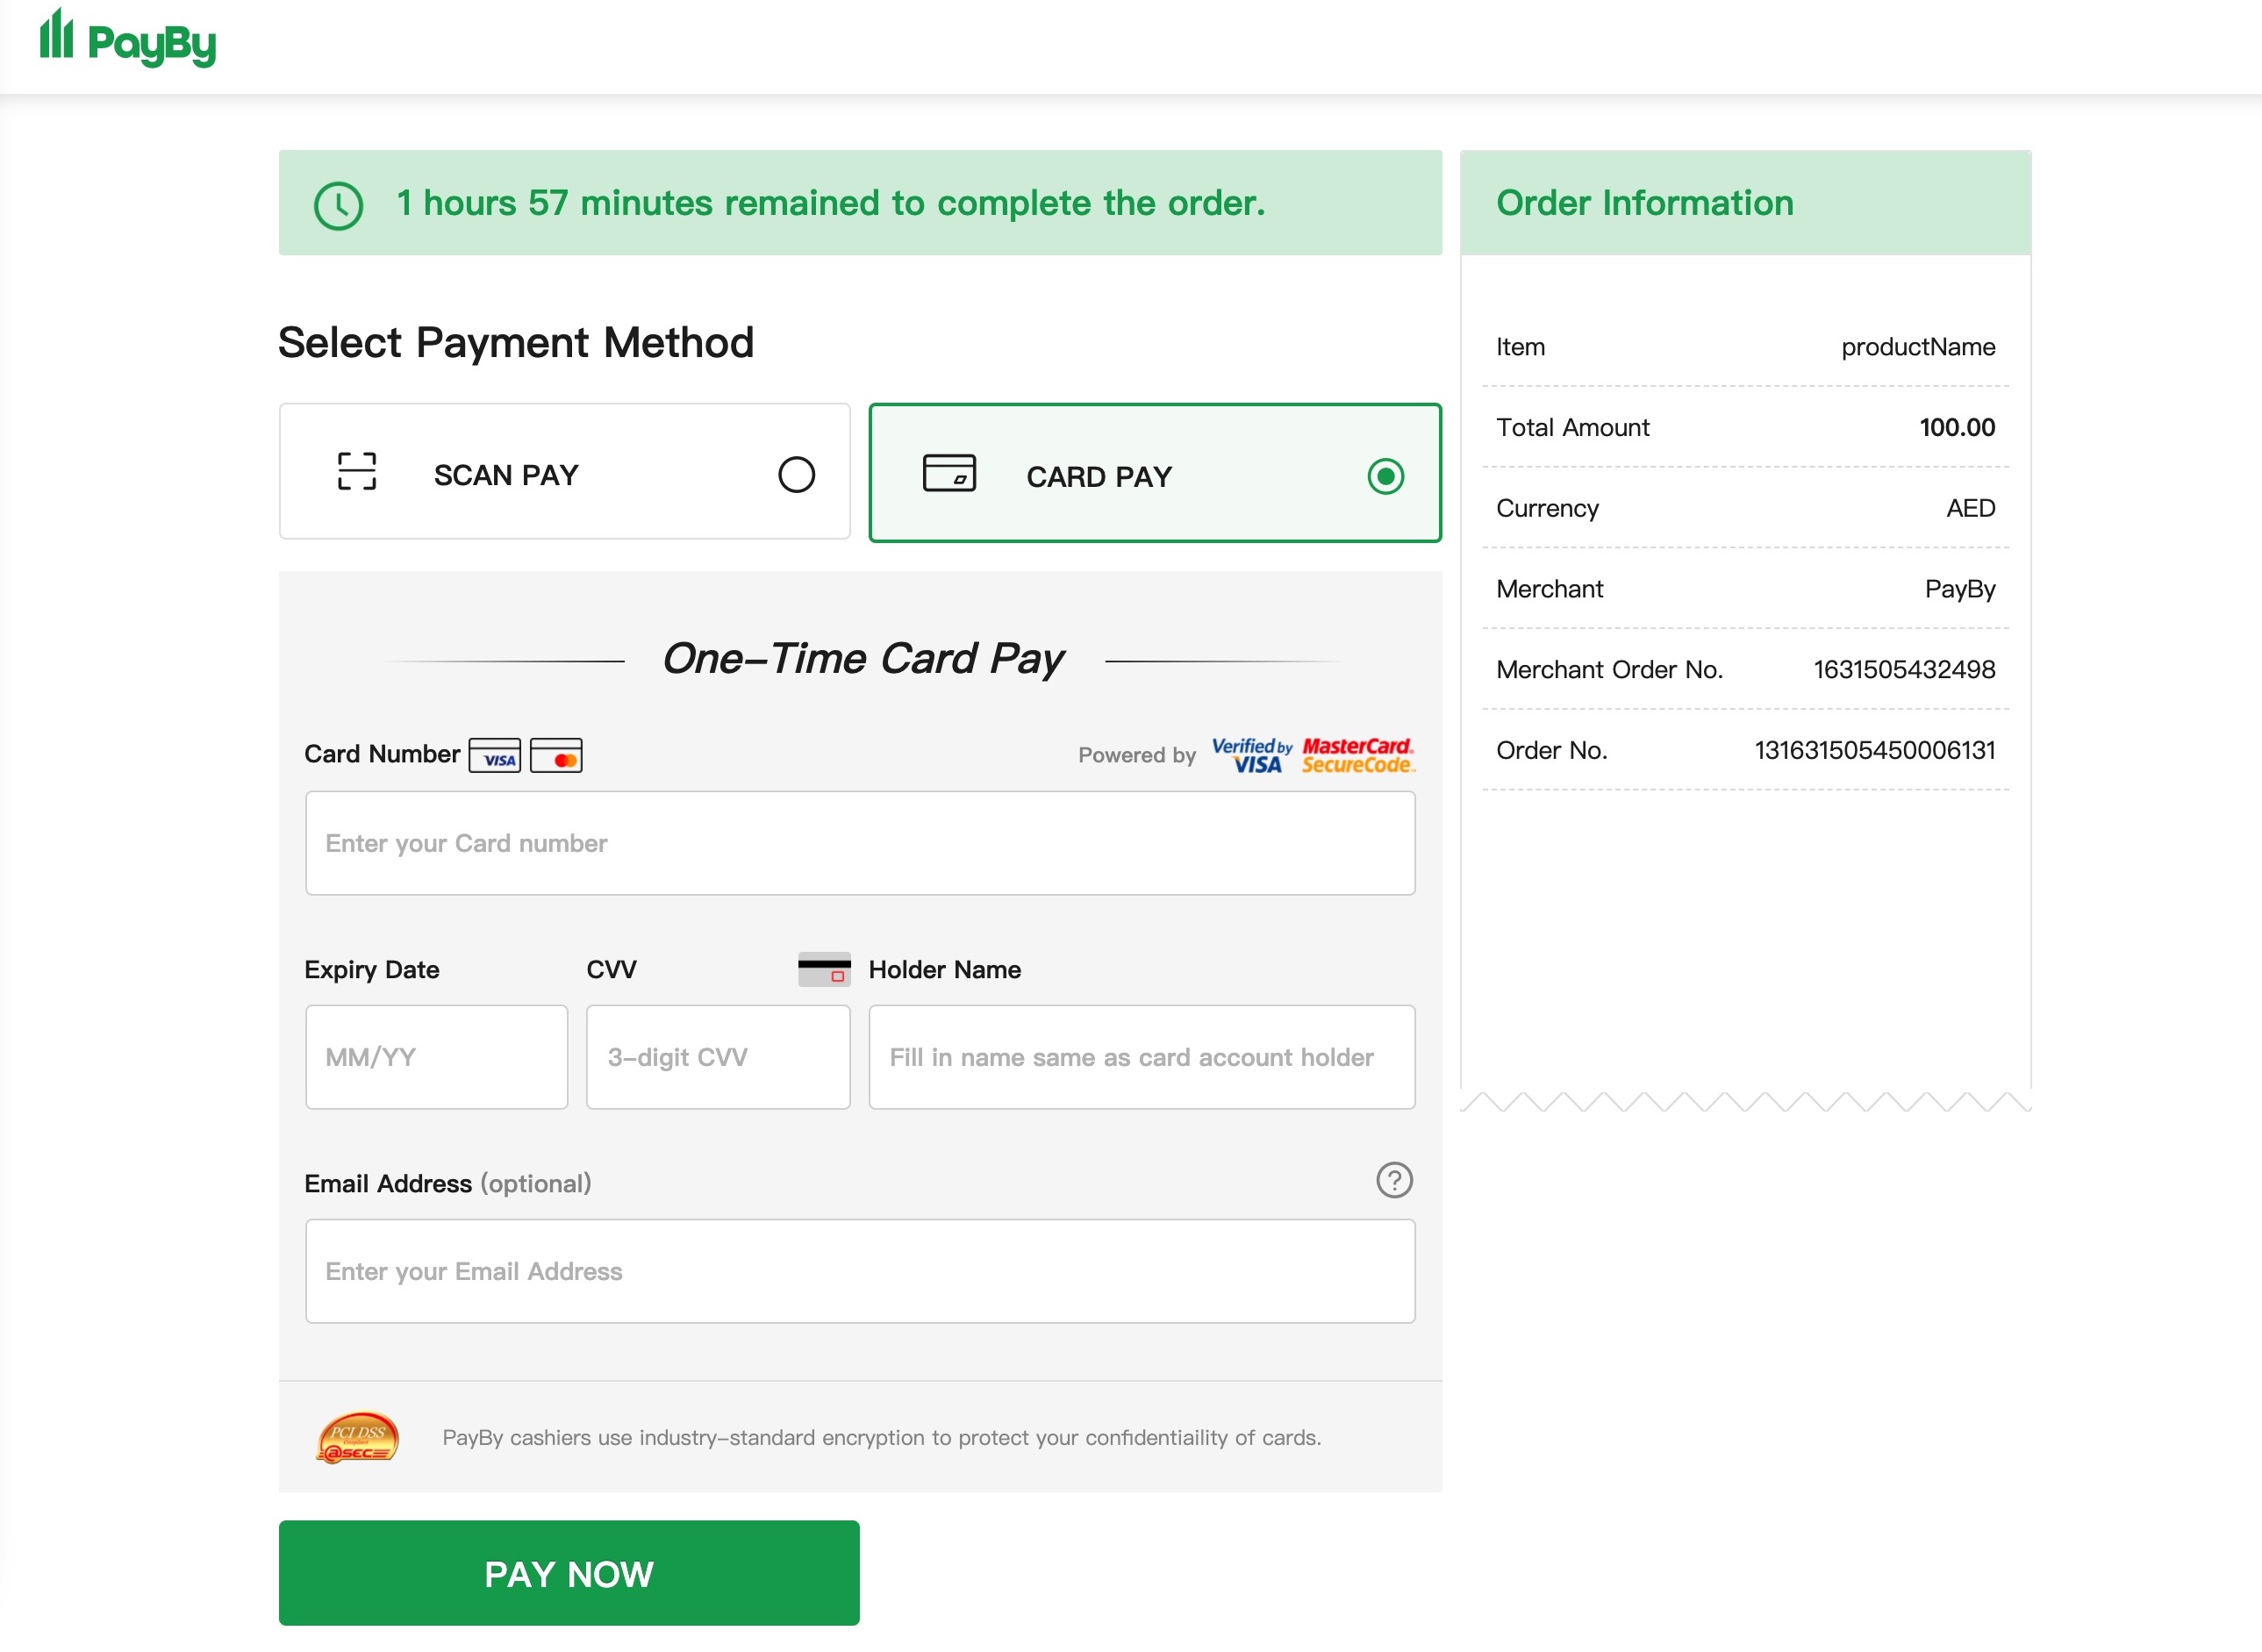 PayBy
1 hours 57 minutes remained to complete the order.
Select Payment Method
SCAN PAY
CARD PAY
One-Time Card Pay
Card Number VISA
Powered by Verified by VISA MasterCard. SecureCode.
Enter your Card number
Expiry Date
MM/YY
CVV
3-digit CVV
Holder Name
Fill in name same as card account holder
Email Address (optional)
?
Enter your Email Address
PCI DSS
@SEC
PayBy cashiers use industry-standard encryption to protect your confidentiaility of cards.
PAY NOW
Order Information
Item productName
Total Amount 100.00
Currency AED
Merchant PayBy
Merchant Order No. 1631505432498
Order No. 131631505450006131